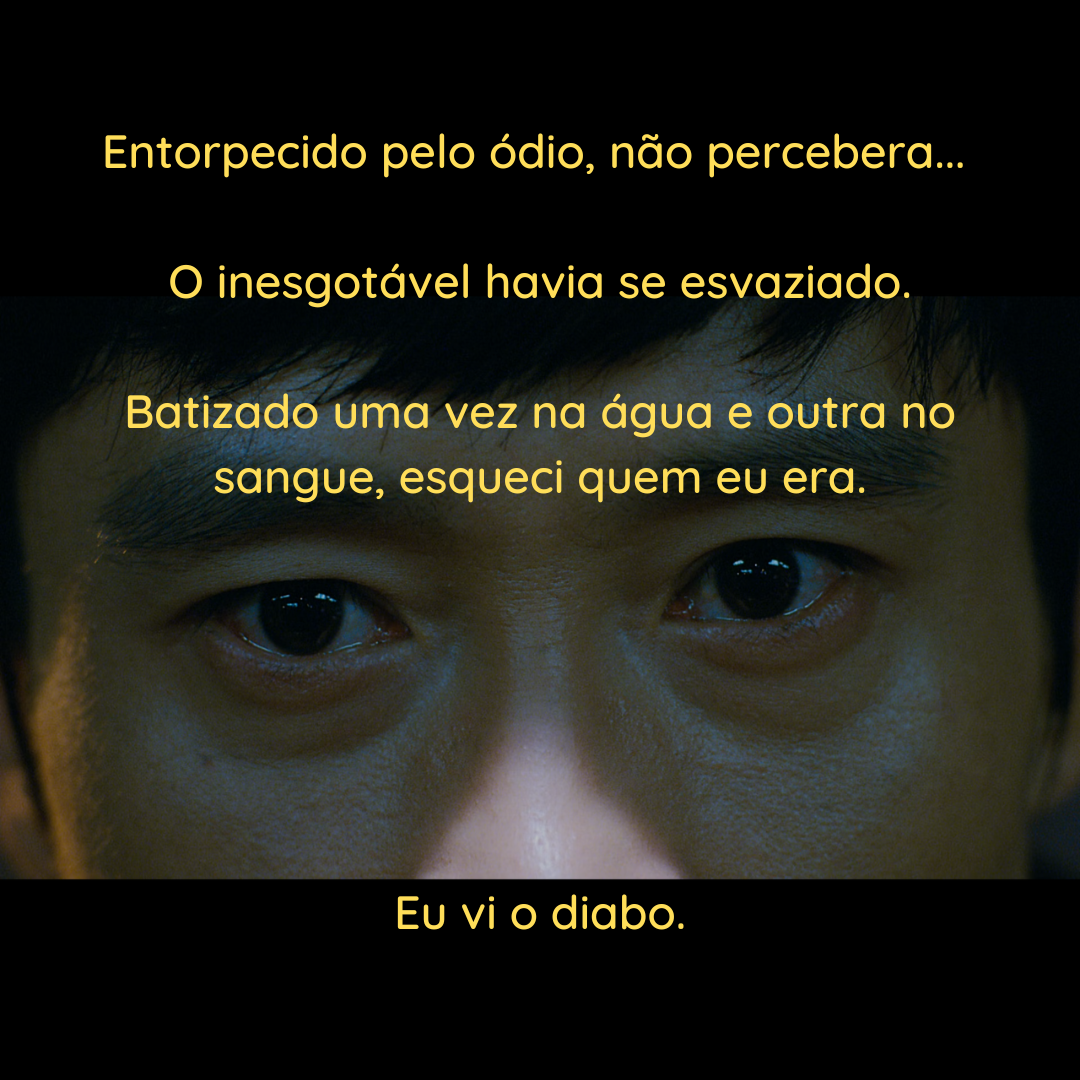 Entorpecido pelo ódio, não percebera...
O inesgotável havia se esvaziado.
Batizado uma vez na água e outra no
sangue, esqueci quem eu era.
Eu vi o diabo.